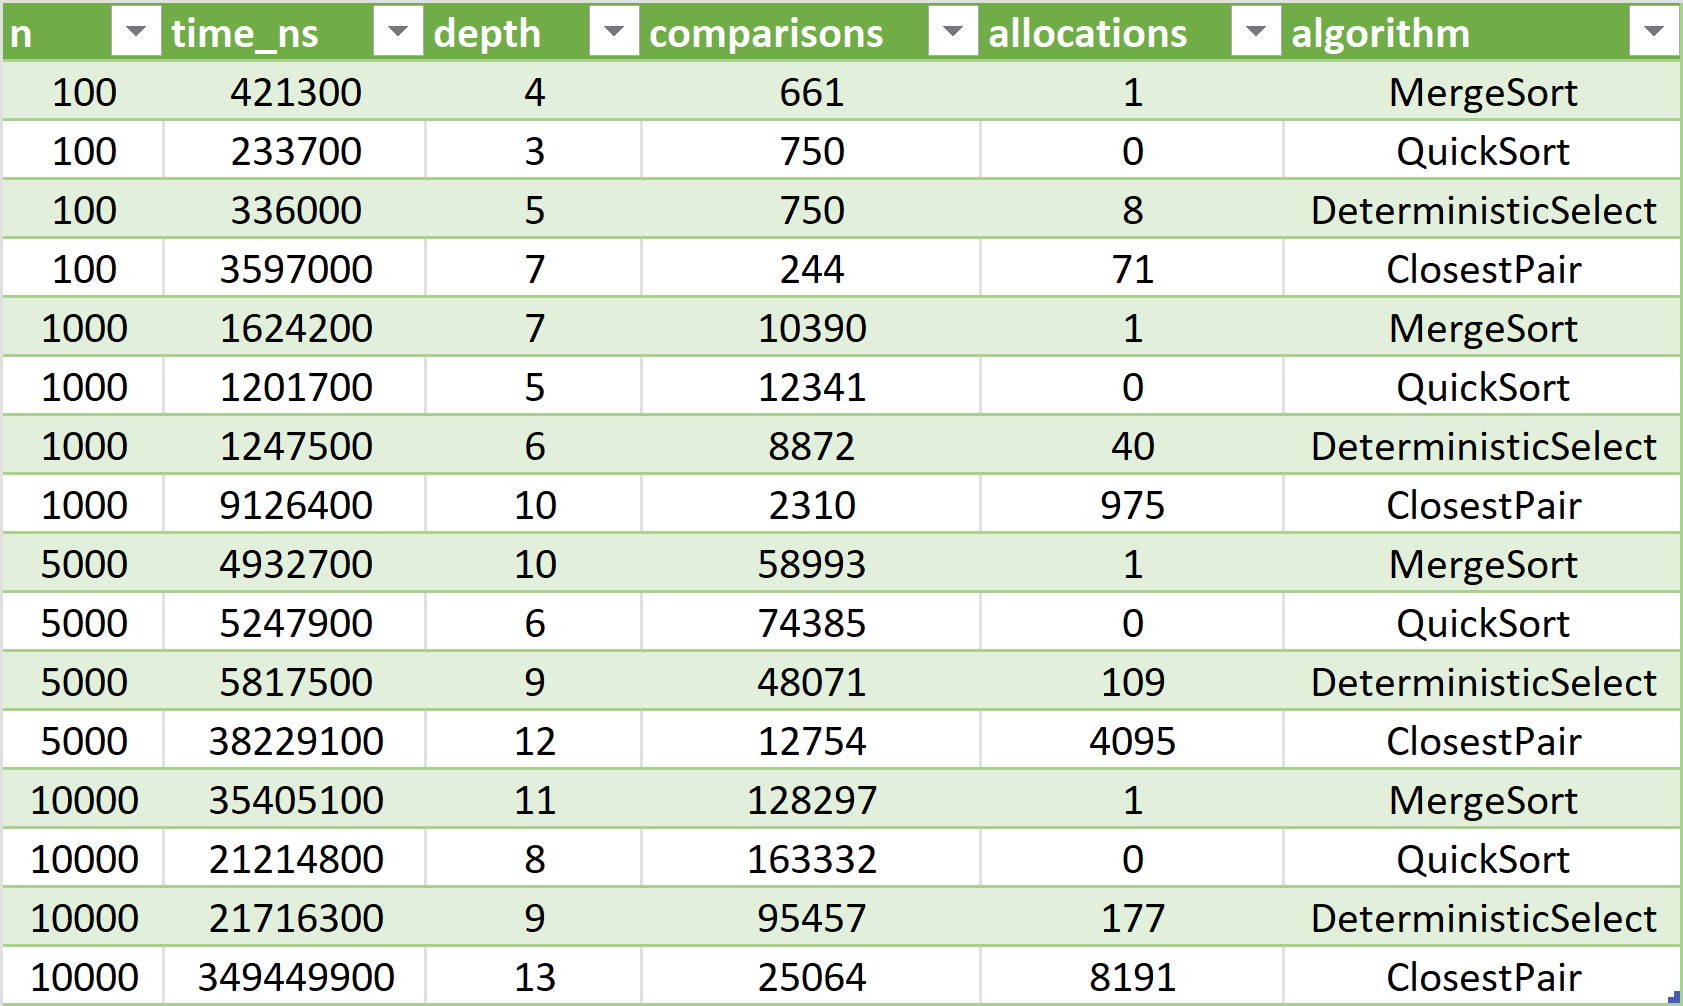 n time_ns depth comparisons allocations algorithm
100 421300 4 661 1 MergeSort
100 233700 3 750 0 QuickSort
100 336000 5 750 8 DeterministicSelect
100 3597000 7 244 71 ClosestPair
1000 1624200 7 10390 1 MergeSort
1000 1201700 5 12341 0 QuickSort
1000 1247500 6 8872 40 DeterministicSelect
1000 9126400 10 2310 975 ClosestPair
5000 4932700 10 58993 1 MergeSort
5000 5247900 6 74385 0 QuickSort
5000 5817500 9 48071 109 DeterministicSelect
5000 38229100 12 12754 4095 ClosestPair
10000 35405100 11 128297 1 MergeSort
10000 21214800 8 163332 0 QuickSort
10000 21716300 9 95457 177 DeterministicSelect
10000 349449900 13 25064 8191 ClosestPair